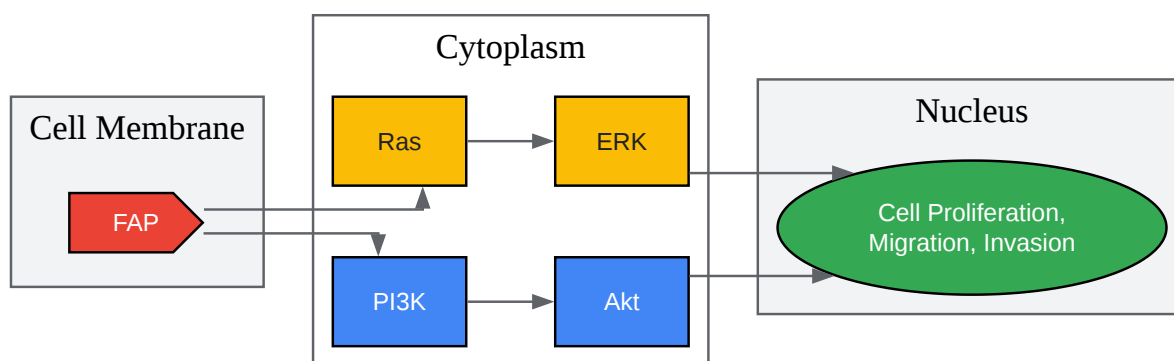 Cell Membrane
FAP
Cytoplasm
Ras
ERK
PI3K
Akt
Nucleus
Cell Proliferation,
Migration, Invasion